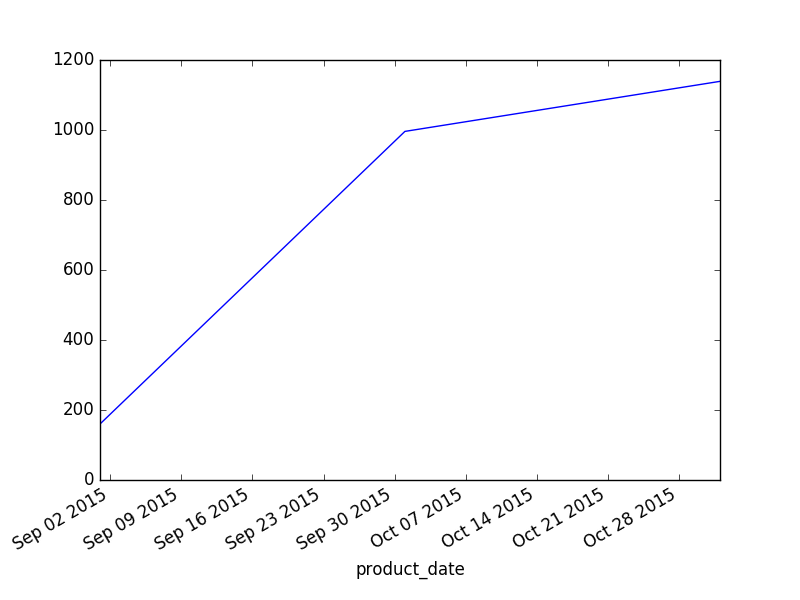 1200
1000
800
600
400
200
0
Sep 02 2015
Sep 09 2015
Sep 16 2015
Sep 23 2015
Sep 30 2015
Oct 07 2015
Oct 14 2015
Oct 21 2015
Oct 28 2015
product_date